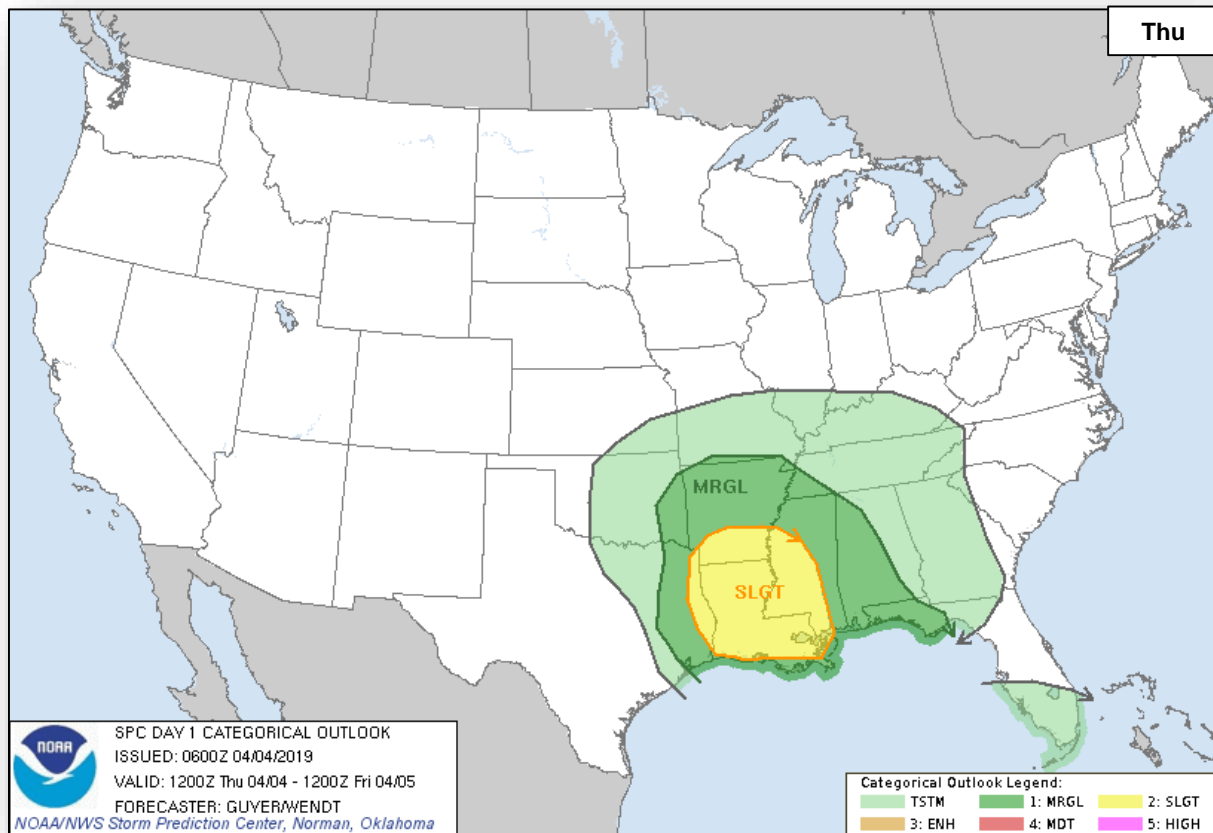 Thu
MRGL
SLGT
NOAA
SPC DAY 1 CATEGORICAL OUTLOOK
ISSUED: 0600Z 04/04/2019
VALID: 1200Z Thu 04/04 - 1200Z Fri 04/05
FORECASTER: GUYER/WENDT
NOAA/NWS Storm Prediction Center, Norman, Oklahoma
Categorical Outlook Legend:
TSTM 1: MRGL 2: SLGT
3: ENH 4: MDT 5: HIGH